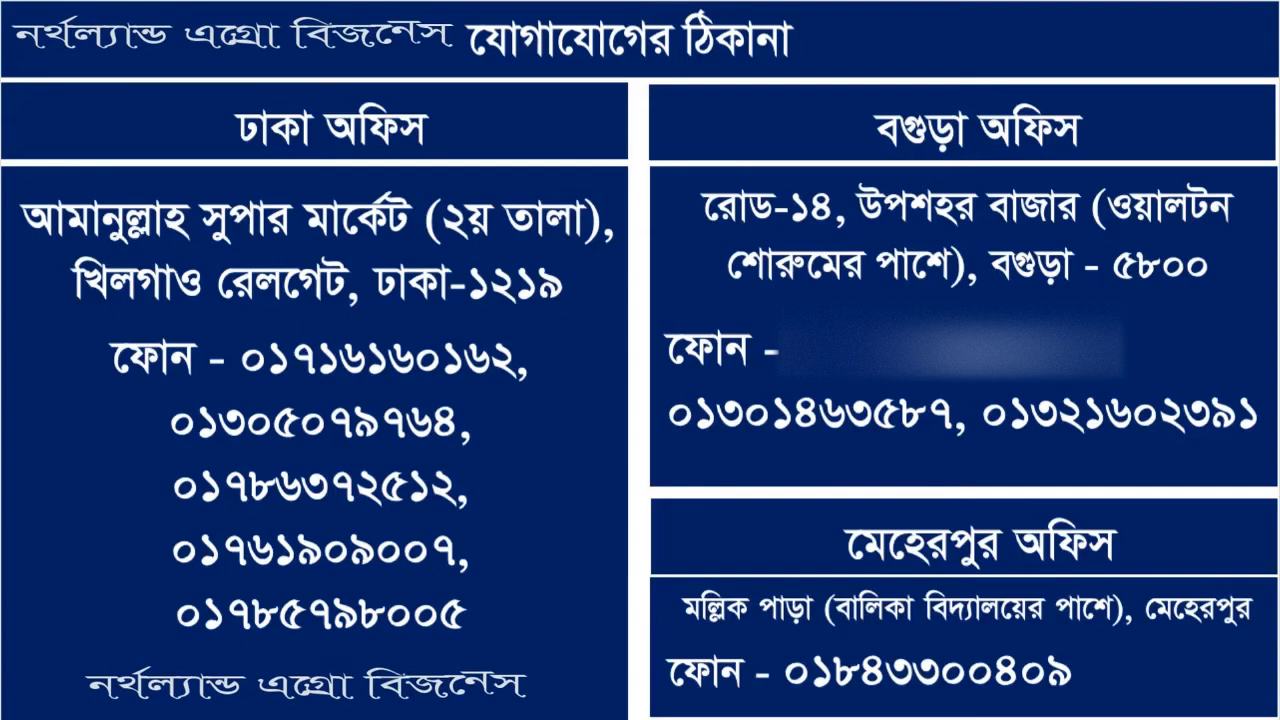 নর্থল্যান্ড এগ্রো বিজনেস যোগাযোগের ঠিকানা
ঢাকা অফিস
আমানুল্লাহ সুপার মার্কেট (২য় তালা),
খিলগাও রেলগেট, ঢাকা-১২১৯
ফোন - ০১৭১৬১৬০১৬২,
০১৩০৫০৭৯৭৬৪,
০১৭৮৬৩৭২৫১২,
০১৭৬১৯০৯০০৭,
০১৭৮৫৭৯৮০০৫
নর্থল্যান্ড এগ্রো বিজনেস
বগুড়া অফিস
রোড-১৪, উপশহর বাজার (ওয়ালটন
শোরুমের পাশে), বগুড়া - ৫৮০০
ফোন -
০১৩০১৪৬৩৫৮৭, ০১৩২১৬০২৩৯১
মেহেরপুর অফিস
মল্লিক পাড়া (বালিকা বিদ্যালয়ের পাশে), মেহেরপুর
ফোন - ০১৮৪৩৩০০৪০৯